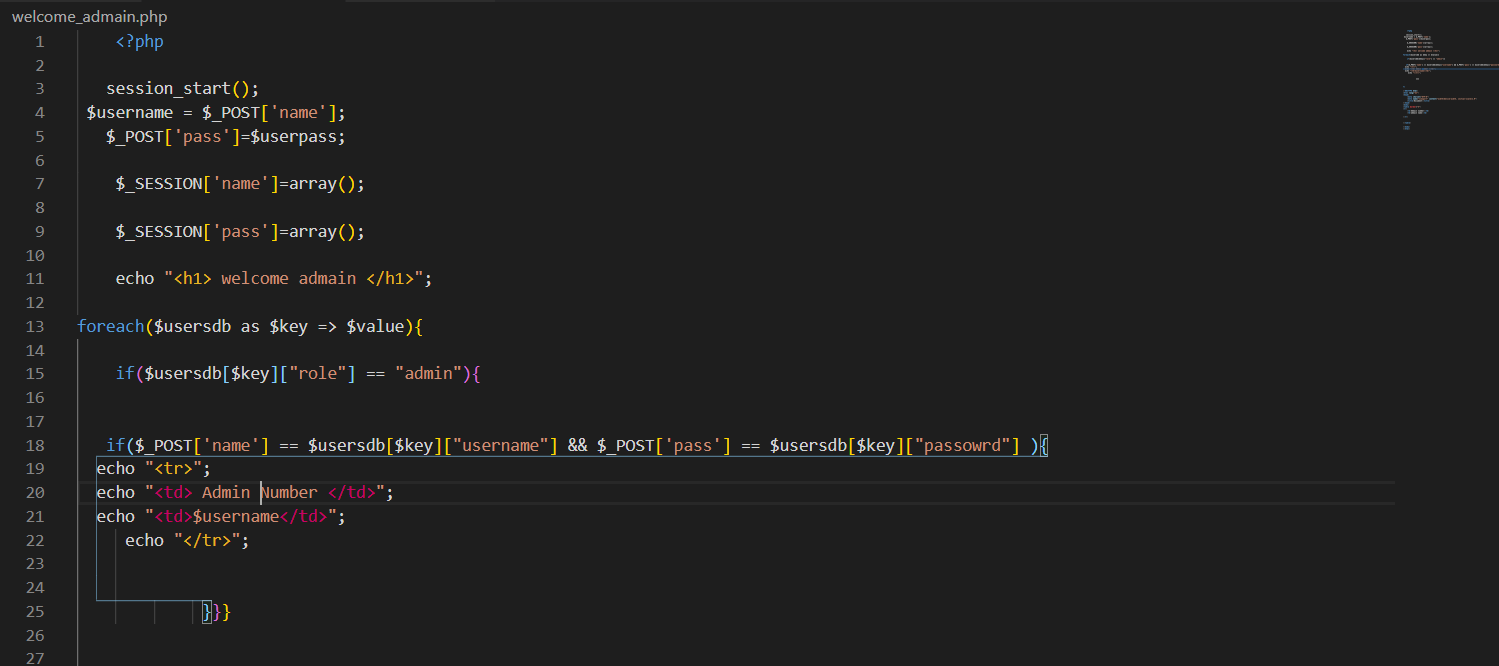 welcome_admain.php
1 <?php
2
3 session_start();
4 $username = $_POST['name'];
5 $_POST['pass']=$userpass;
6
7 $_SESSION['name']=array();
8
9 $_SESSION['pass']=array();
10
11 echo "<h1> welcome admain </h1>";
12
13 foreach($usersdb as $key => $value){
14
15 if($usersdb[$key]["role"] == "admin"){
16
17
18 if($_POST['name'] == $usersdb[$key]["username"] && $_POST['pass'] == $usersdb[$key]["passowrd"] ){
19 echo "<tr>";
20 echo "<td> Admin Number </td>";
21 echo "<td>$username</td>";
22 echo "</tr>";
23
24
25 }}}
26
27